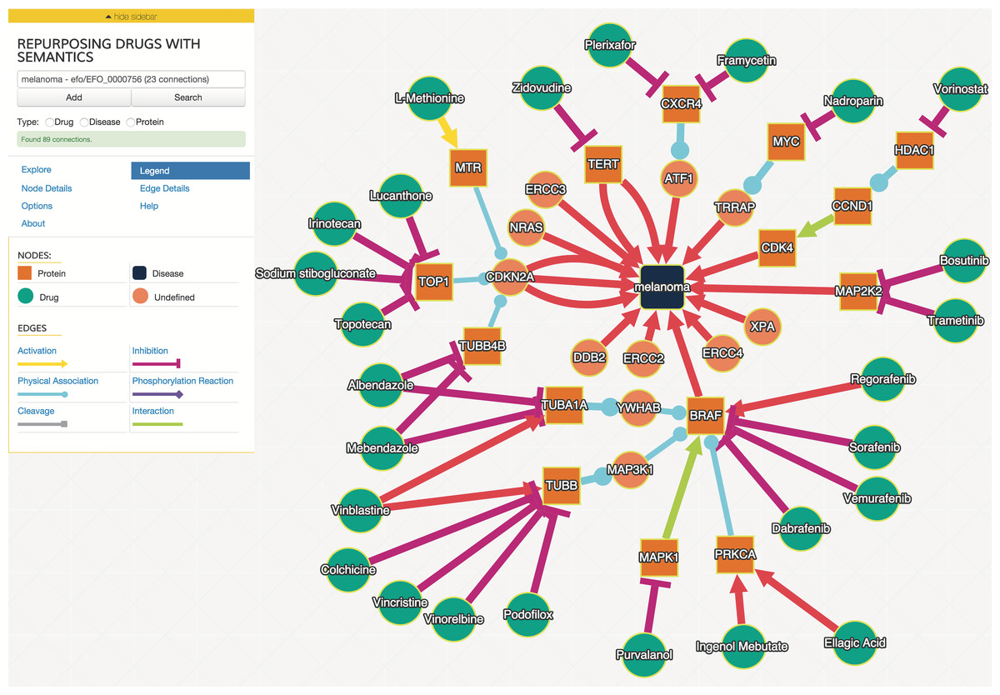 hide sidebar
REPURPOSING DRUGS WITH
SEMANTICS
melanoma - efo/EFO_0000756 (23 connections)
Add
Search
Type: Drug Disease Protein
Found 89 connections.
Explore
Legend
Node Details
Edge Details
Options
Help
About
NODES:
Protein
Disease
Drug
Undefined
EDGES
Activation
Inhibition
Physical Association
Phosphorylation Reaction
Cleavage
Interaction
Plerixafor
Framycetin
Zidovudine
L-Methionine
CXCR4
Nadroparin
Vorinostat
MYC
HDAC1
MTR
TERT
ERCC3
ATF1
Lucanthone
TRRAP
CCND1
Irinotecan
NRAS
CDK4
Sodium stibogluconate
TOP1
CDKN2A
melanoma
MAP2K2
Bosutinib
Topotecan
Trametinib
XPA
TUBB4B
DDB2
ERCC2
ERCC4
Albendazole
Regorafenib
TUBA1A
YWHAB
BRAF
Mebendazole
Sorafenib
MAP3K1
TUBB
Vinblastine
Vemurafenib
Dabrafenib
MAPK1
PRKCA
Colchicine
Vincristine
Vinorelbine
Podofilox
Purvalanol
Ingenol Mebutate
Ellagic Acid